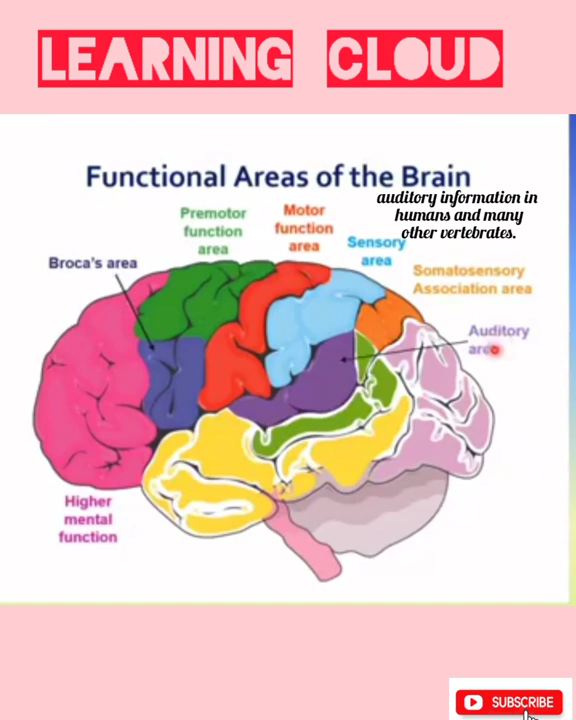 LEARNING CLOUD
Functional Areas of the Brain
auditory information in
humans and many
other vertebrates.
Premotor
function
area
Motor
function
area
Sensory
area
Broca's area
Somatosensory
Association area
Auditory
area
Higher
mental
function
SUBSCRIBE